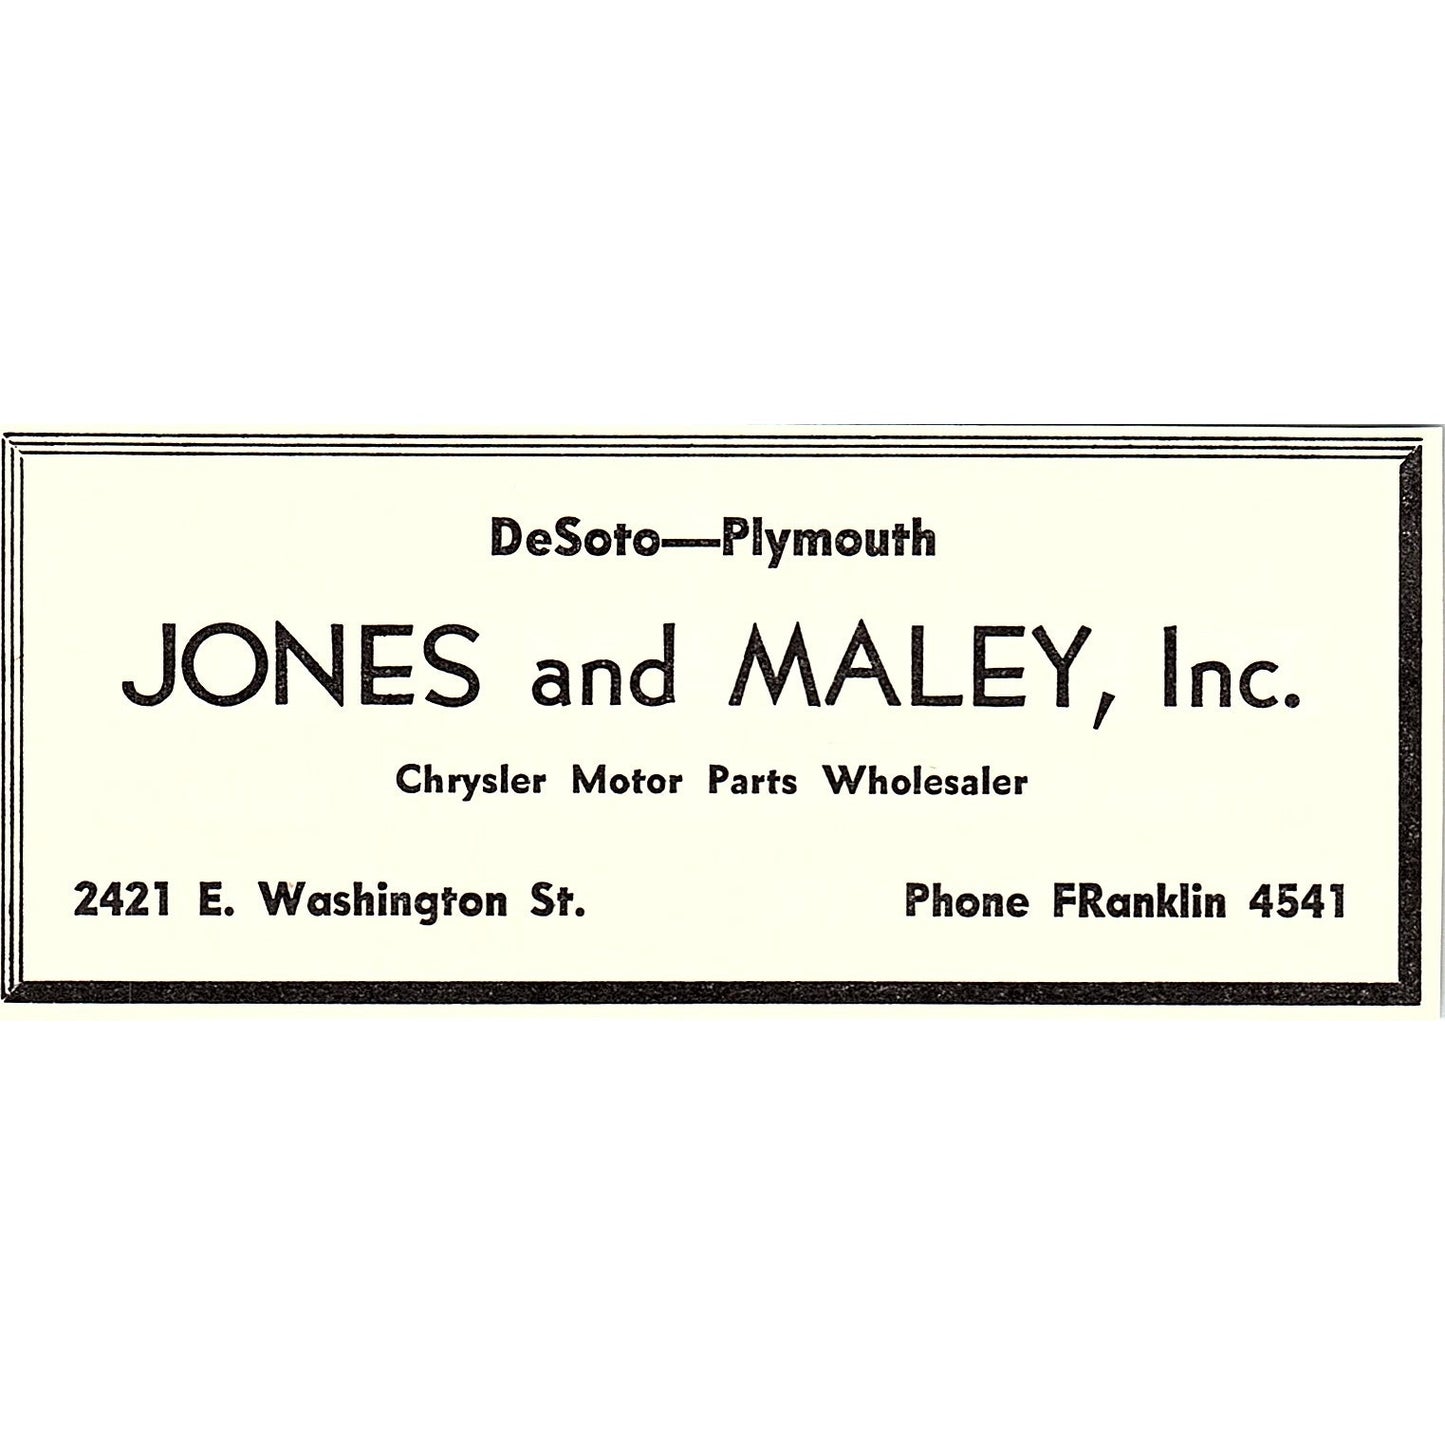 DeSoto—Plymouth
JONES and MALEY, Inc.
Chrysler Motor Parts Wholesaler
2421 E. Washington St. Phone FRanklin 4541